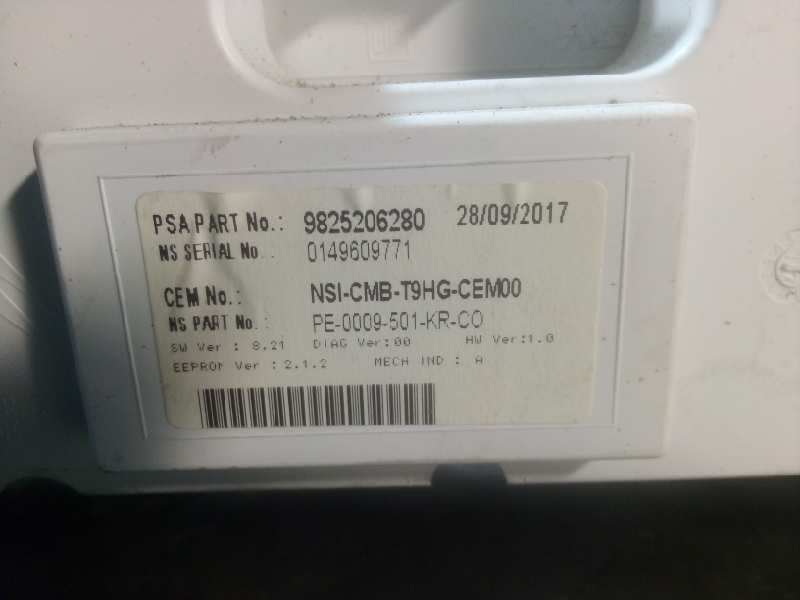 PSA PART No.: 9825206280 28/09/2017
NS SERIAL No. : 0149609771
CEM No.: NSI-CMB-T9HG-CEM00
NS PART No. : PE-0009-501-KR-CO
SW Ver : 8.21 DIAG Ver:00 HW Ver:1.0
EEPROM Ver : 2.1.2 MECH IND : A